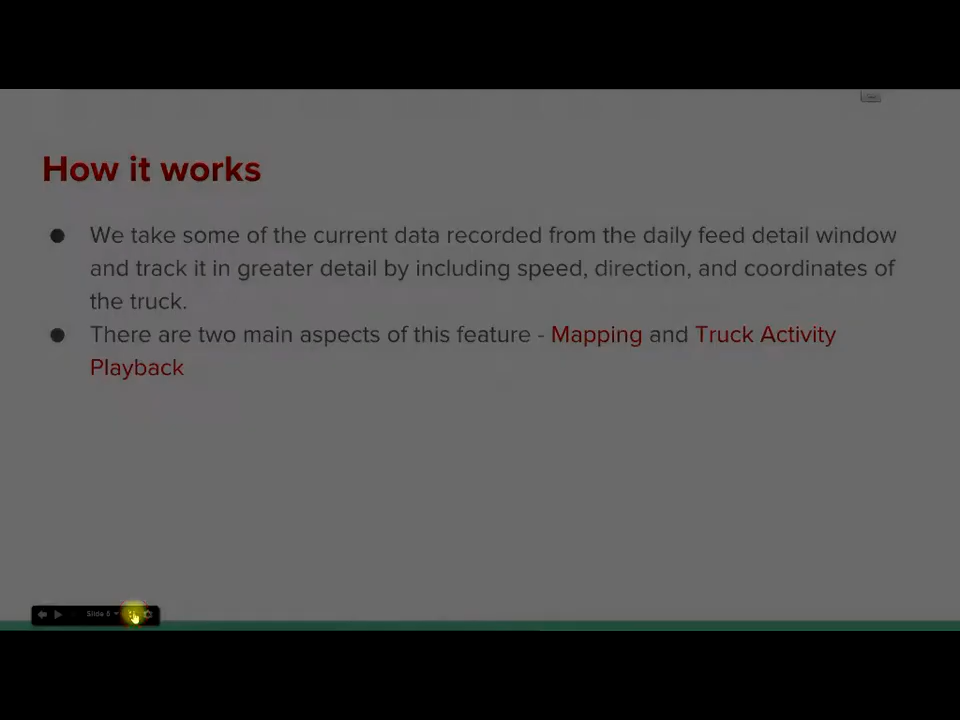 How it works
● We take some of the current data recorded from the daily feed detail window
and track it in greater detail by including speed, direction, and coordinates of
the truck.
● There are two main aspects of this feature - Mapping and Truck Activity
Playback